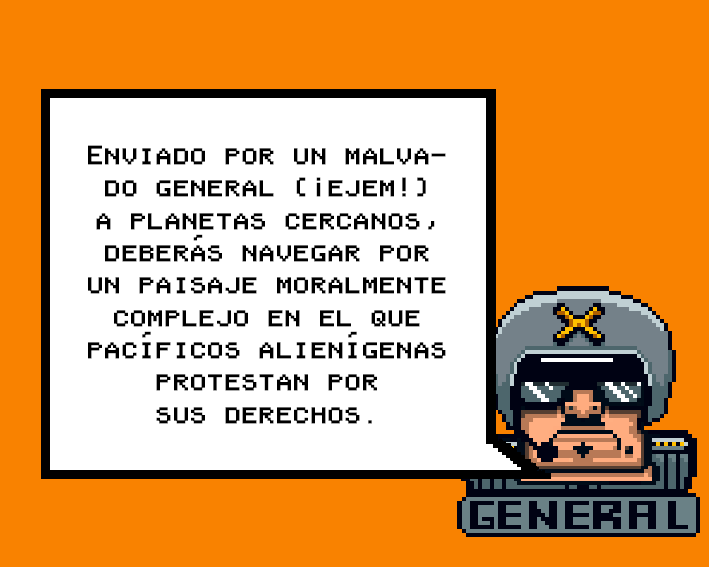 ENVIADO POR UN MALVA-
DO GENERAL (¡EJEM!)
A PLANETAS CERCANOS,
DEBERÁS NAVEGAR POR
UN PAISAJE MORALMENTE
COMPLEJO EN EL QUE
PACÍFICOS ALIENÍGENAS
PROTESTAN POR
SUS DERECHOS.
GENERAL